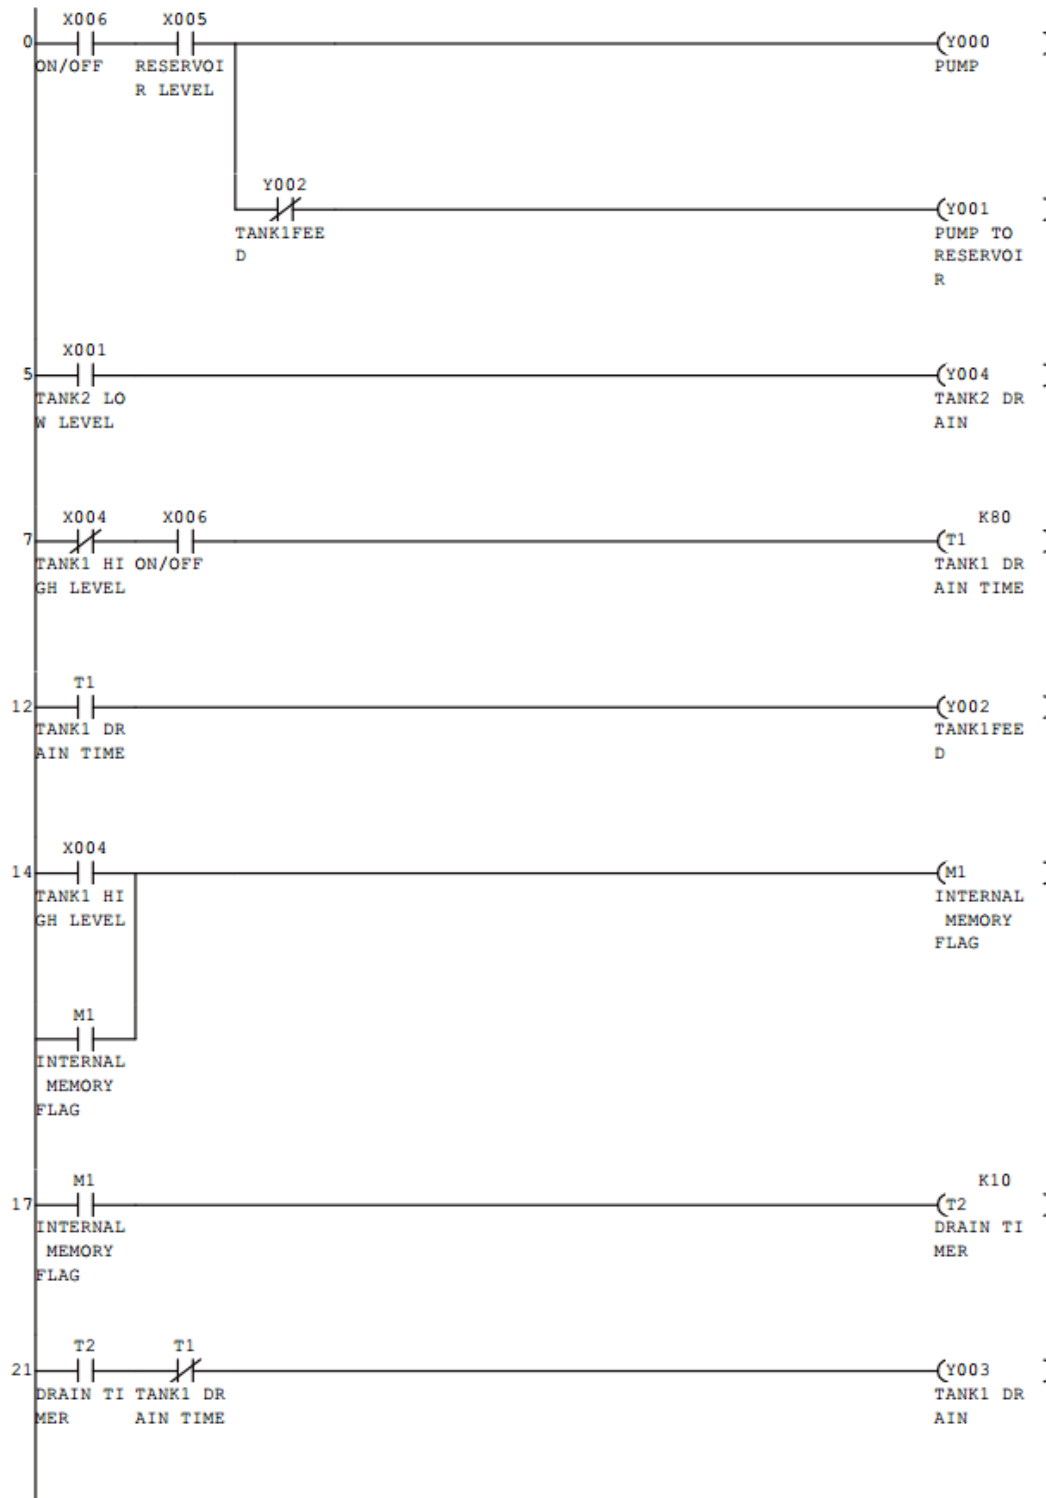 X006 X005
0 (Y000
ON/OFF RESERVOI PUMP
R LEVEL
Y002
(Y001
TANK1FEE PUMP TO
D RESERVOI
R
X001
5 (Y004
TANK2 LO TANK2 DR
W LEVEL AIN
X004 X006 K80
7 (T1
TANK1 HI ON/OFF TANK1 DR
GH LEVEL AIN TIME
T1
12 (Y002
TANK1 DR TANK1FEE
AIN TIME D
X004
14 (M1
TANK1 HI INTERNAL
GH LEVEL MEMORY
FLAG
M1
INTERNAL
MEMORY
FLAG
M1 K10
17 (T2
INTERNAL DRAIN TI
MEMORY MER
FLAG
T2 T1
21 (Y003
DRAIN TI TANK1 DR TANK1 DR
MER AIN TIME AIN